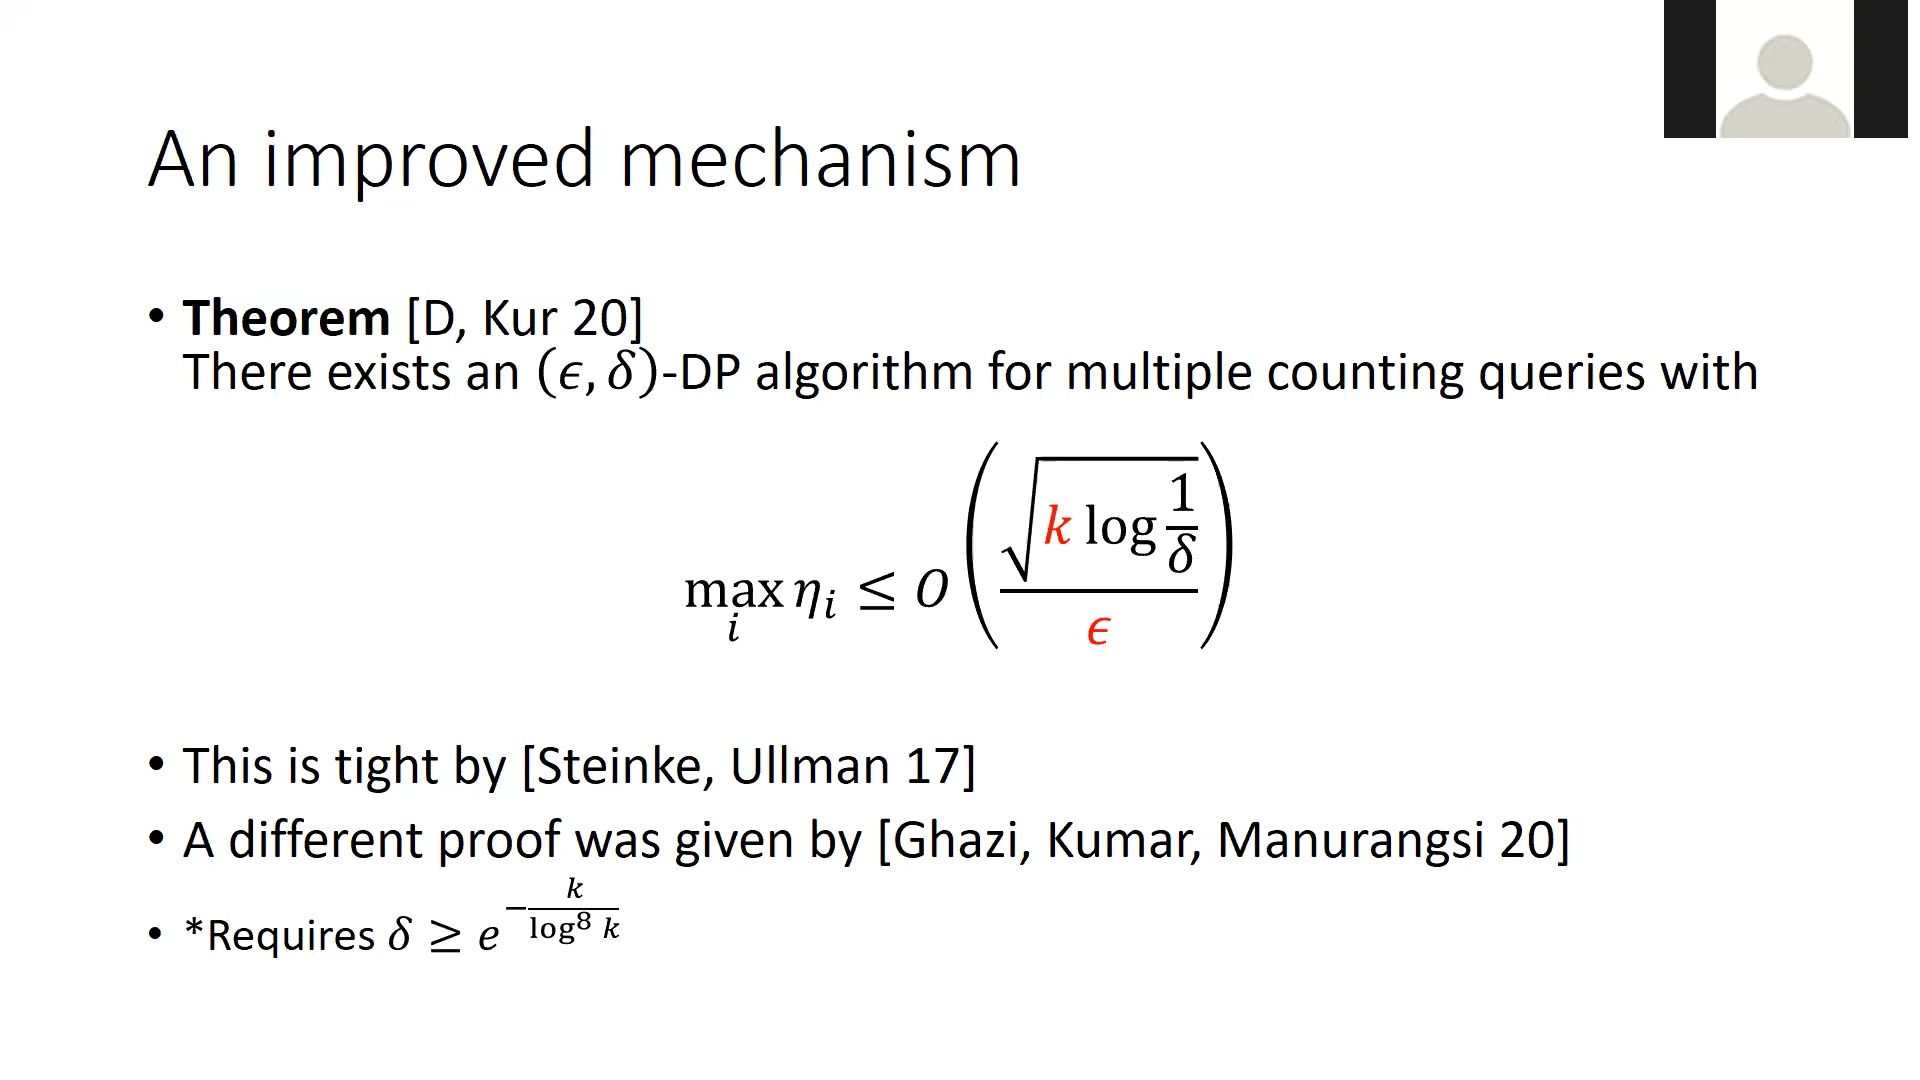 An improved mechanism
• Theorem [D, Kur 20]
There exists an (ϵ, δ)-DP algorithm for multiple counting queries with
max_i η_i ≤ O(√(k log 1/δ) / ϵ)
• This is tight by [Steinke, Ullman 17]
• A different proof was given by [Ghazi, Kumar, Manurangsi 20]
• *Requires δ ≥ e^(−k/log⁸ k)